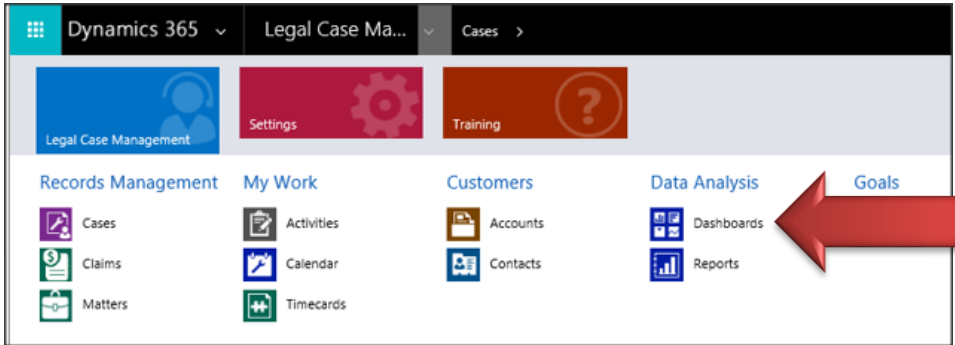 Dynamics 365 Legal Case Ma... Cases >
Legal Case Management Settings Training
Records Management My Work Customers Data Analysis Goals
Cases Activities Accounts Dashboards
Claims Calendar Contacts Reports
Matters Timecards